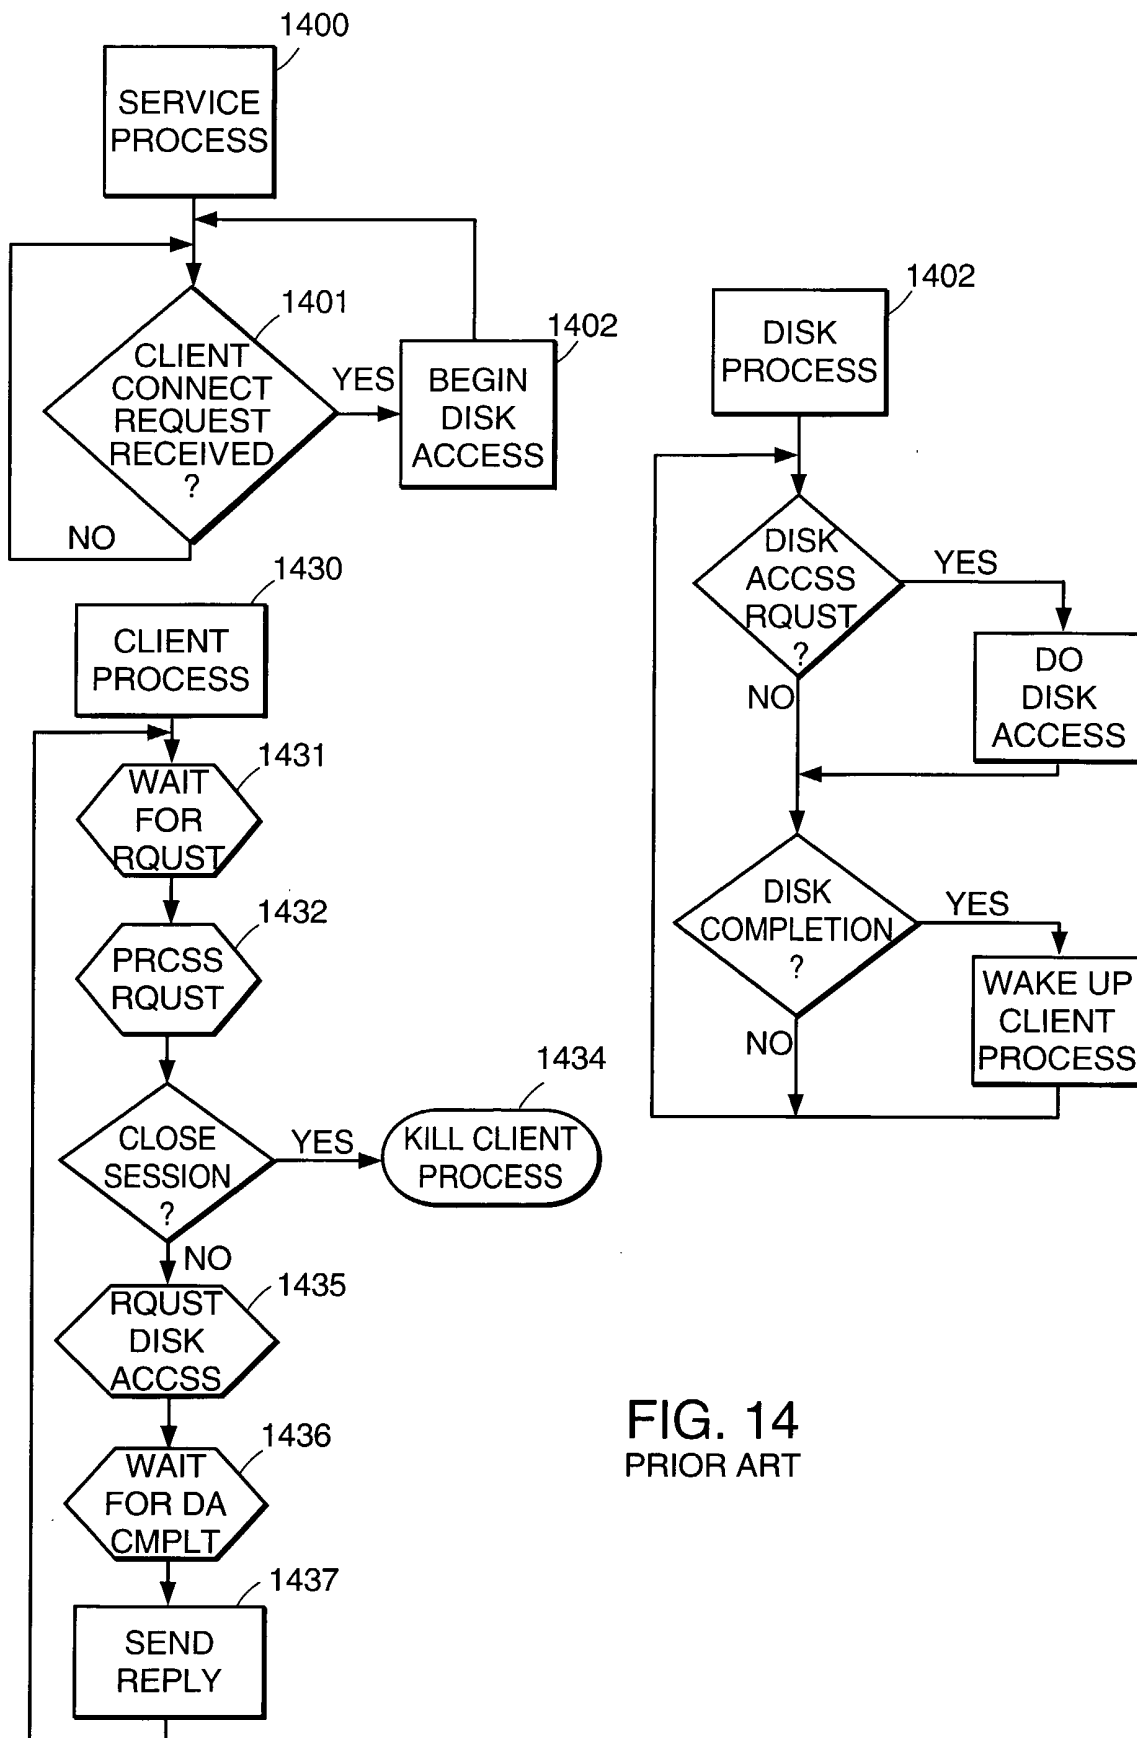 1400
SERVICE
PROCESS
1401
CLIENT
CONNECT
REQUEST
RECEIVED
?
YES
NO
1402
BEGIN
DISK
ACCESS
1430
CLIENT
PROCESS
1431
WAIT
FOR
RQUST
1432
PRCSS
RQUST
CLOSE
SESSION
?
YES
1434
KILL CLIENT
PROCESS
NO
1435
RQUST
DISK
ACCSS
1436
WAIT
FOR DA
CMPLT
1437
SEND
REPLY
1402
DISK
PROCESS
DISK
ACCSS
RQUST
?
YES
NO
DO
DISK
ACCESS
DISK
COMPLETION
?
YES
NO
WAKE UP
CLIENT
PROCESS
FIG. 14
PRIOR ART